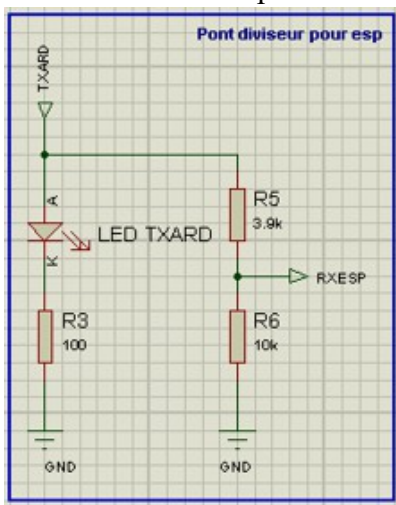 Pont diviseur pour esp
TXARD
A
LED TXARD
K
R3
100
GND
R5
3.9k
RXESP
R6
10k
GND